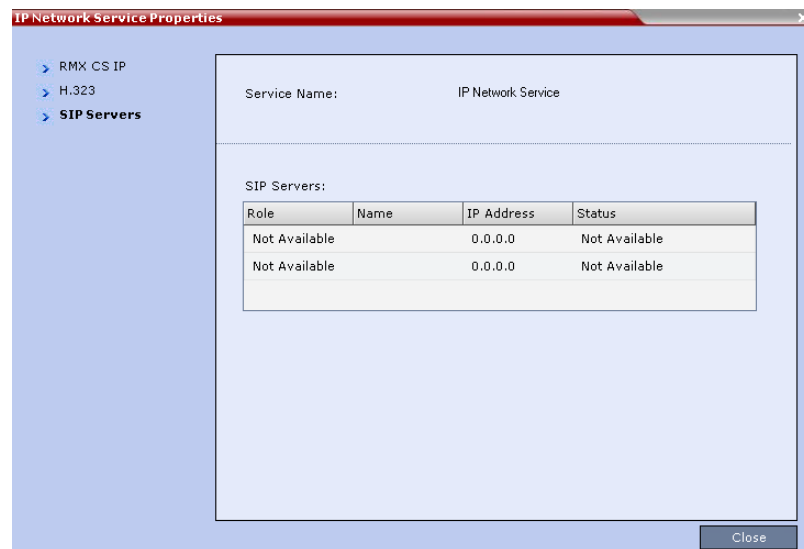 IP Network Service Properties
RMX CS IP
H.323
SIP Servers
Service Name: IP Network Service
SIP Servers:
Role Name IP Address Status
Not Available 0.0.0.0 Not Available
Not Available 0.0.0.0 Not Available
Close